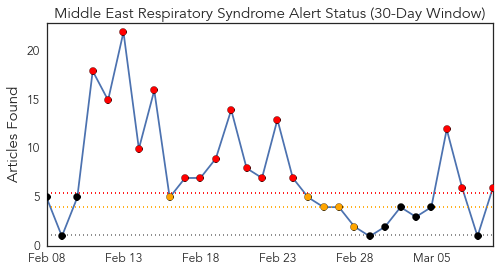 Middle East Respiratory Syndrome Alert Status (30-Day Window)
Articles Found
20
15
10
5
0
Feb 08 Feb 13 Feb 18 Feb 23 Feb 28 Mar 05